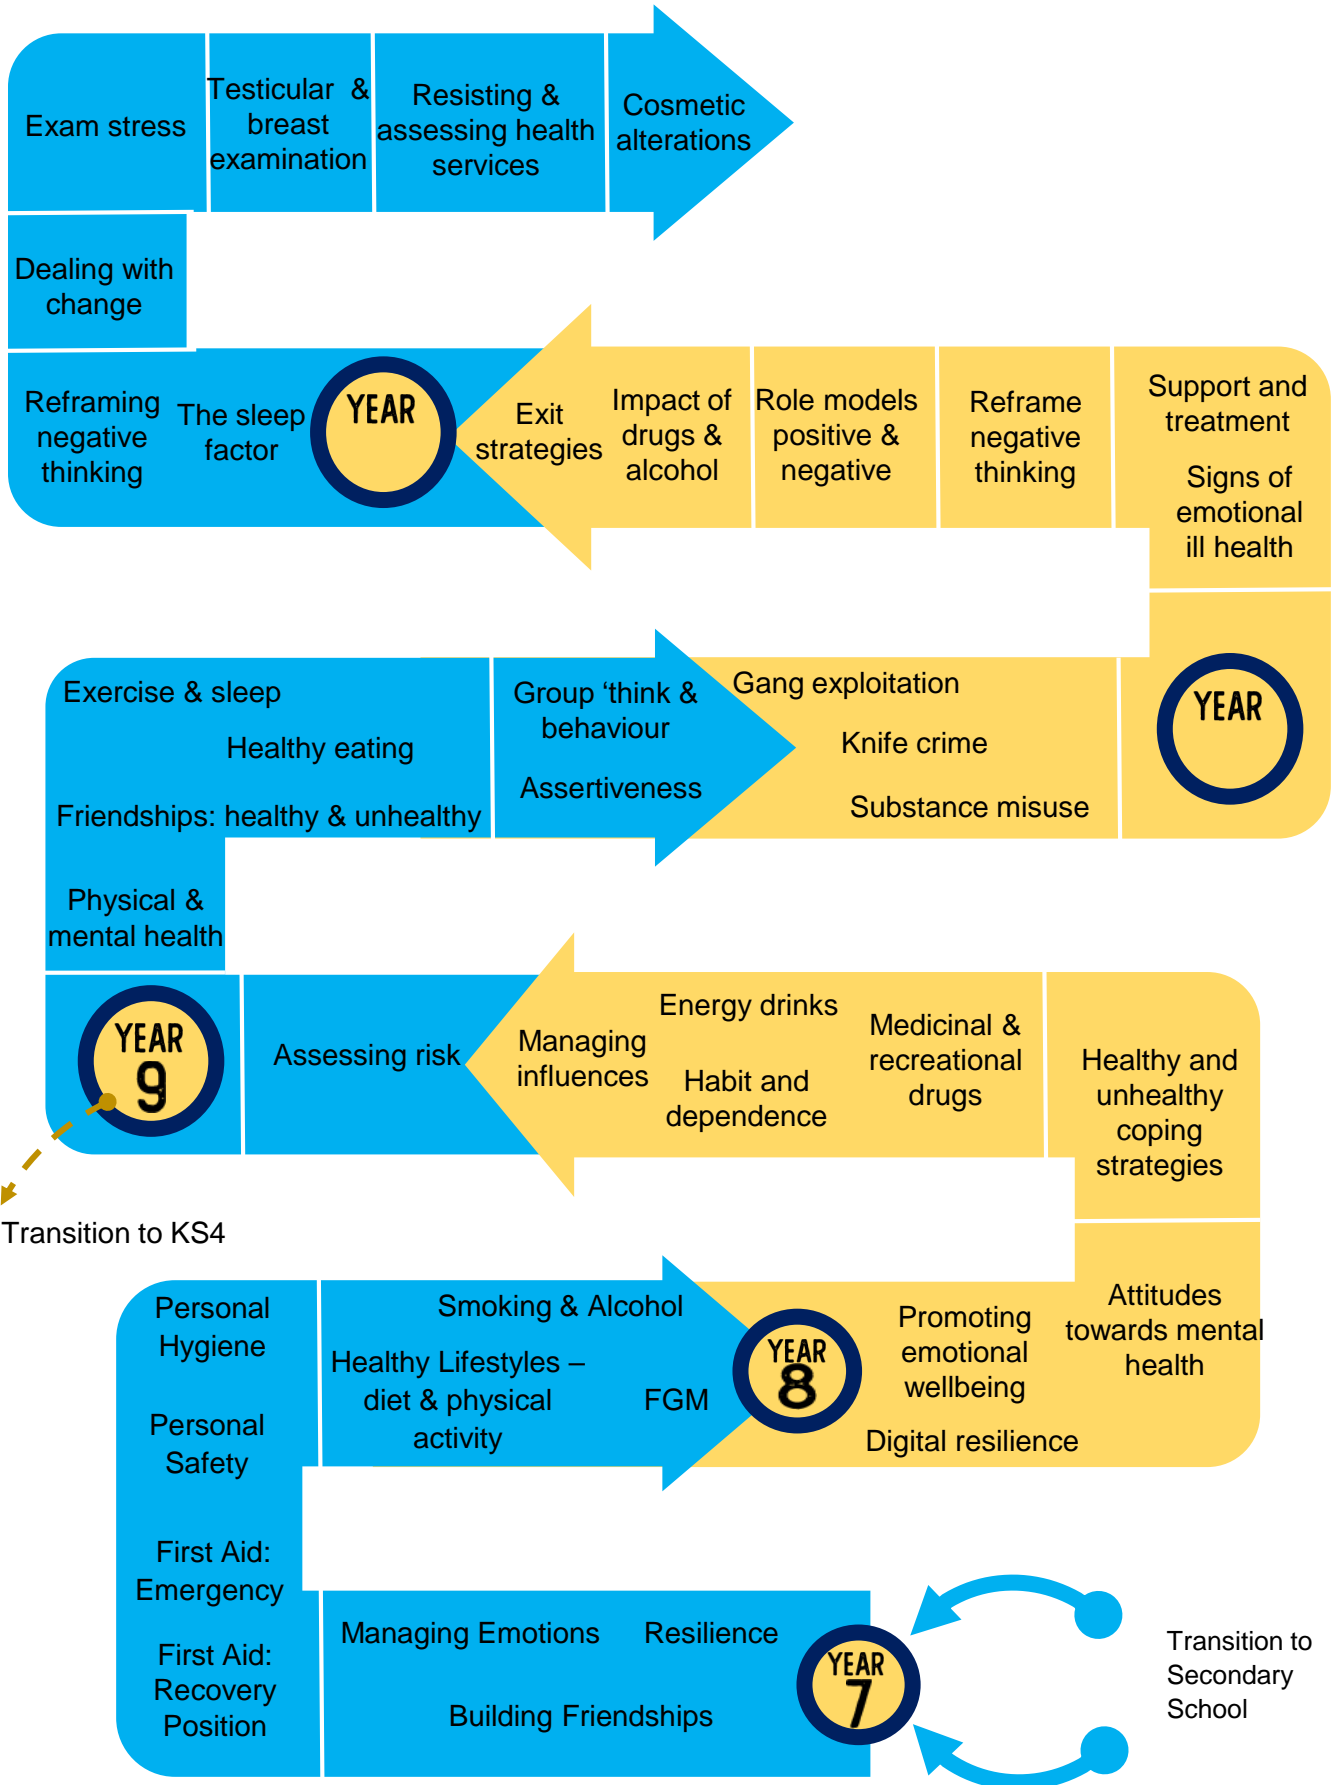 Exam stress
Testicular & breast examination
Resisting & assessing health services
Cosmetic alterations
Dealing with change
Reframing negative thinking
The sleep factor
YEAR
Exit strategies
Impact of drugs & alcohol
Role models positive & negative
Reframe negative thinking
Support and treatment
Signs of emotional ill health
Exercise & sleep
Healthy eating
Friendships: healthy & unhealthy
Group ‘think & behaviour
Assertiveness
Gang exploitation
Knife crime
Substance misuse
YEAR
Physical & mental health
YEAR 9
Assessing risk
Managing influences
Energy drinks
Habit and dependence
Medicinal & recreational drugs
Healthy and unhealthy coping strategies
Transition to KS4
Personal Hygiene
Personal Safety
Smoking & Alcohol
Healthy Lifestyles – diet & physical activity
FGM
YEAR 8
Promoting emotional wellbeing
Digital resilience
Attitudes towards mental health
First Aid: Emergency
First Aid: Recovery Position
Managing Emotions
Resilience
Building Friendships
YEAR 7
Transition to Secondary School